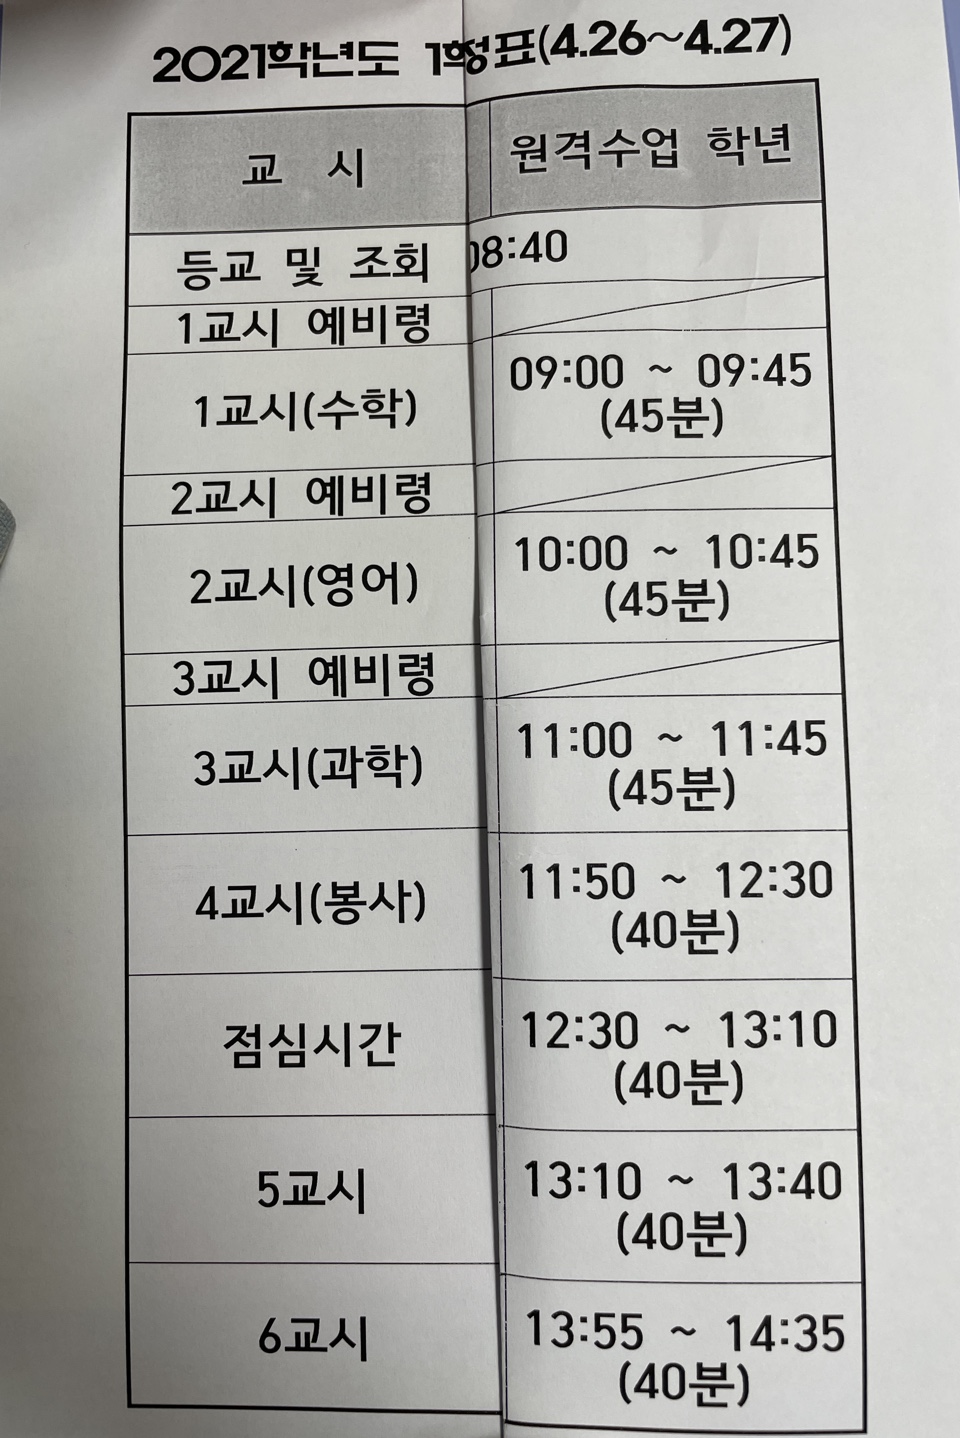 2021학년도 1 표(4.26~4.27)
교 시 원격수업 학년
등교 및 조회 08:40
1교시 예비령
1교시(수학) 09:00 ~ 09:45
(45분)
2교시 예비령
2교시(영어) 10:00 ~ 10:45
(45분)
3교시 예비령
3교시(과학) 11:00 ~ 11:45
(45분)
4교시(봉사) 11:50 ~ 12:30
(40분)
점심시간 12:30 ~ 13:10
(40분)
5교시 13:10 ~ 13:40
(40분)
6교시 13:55 ~ 14:35
(40분)